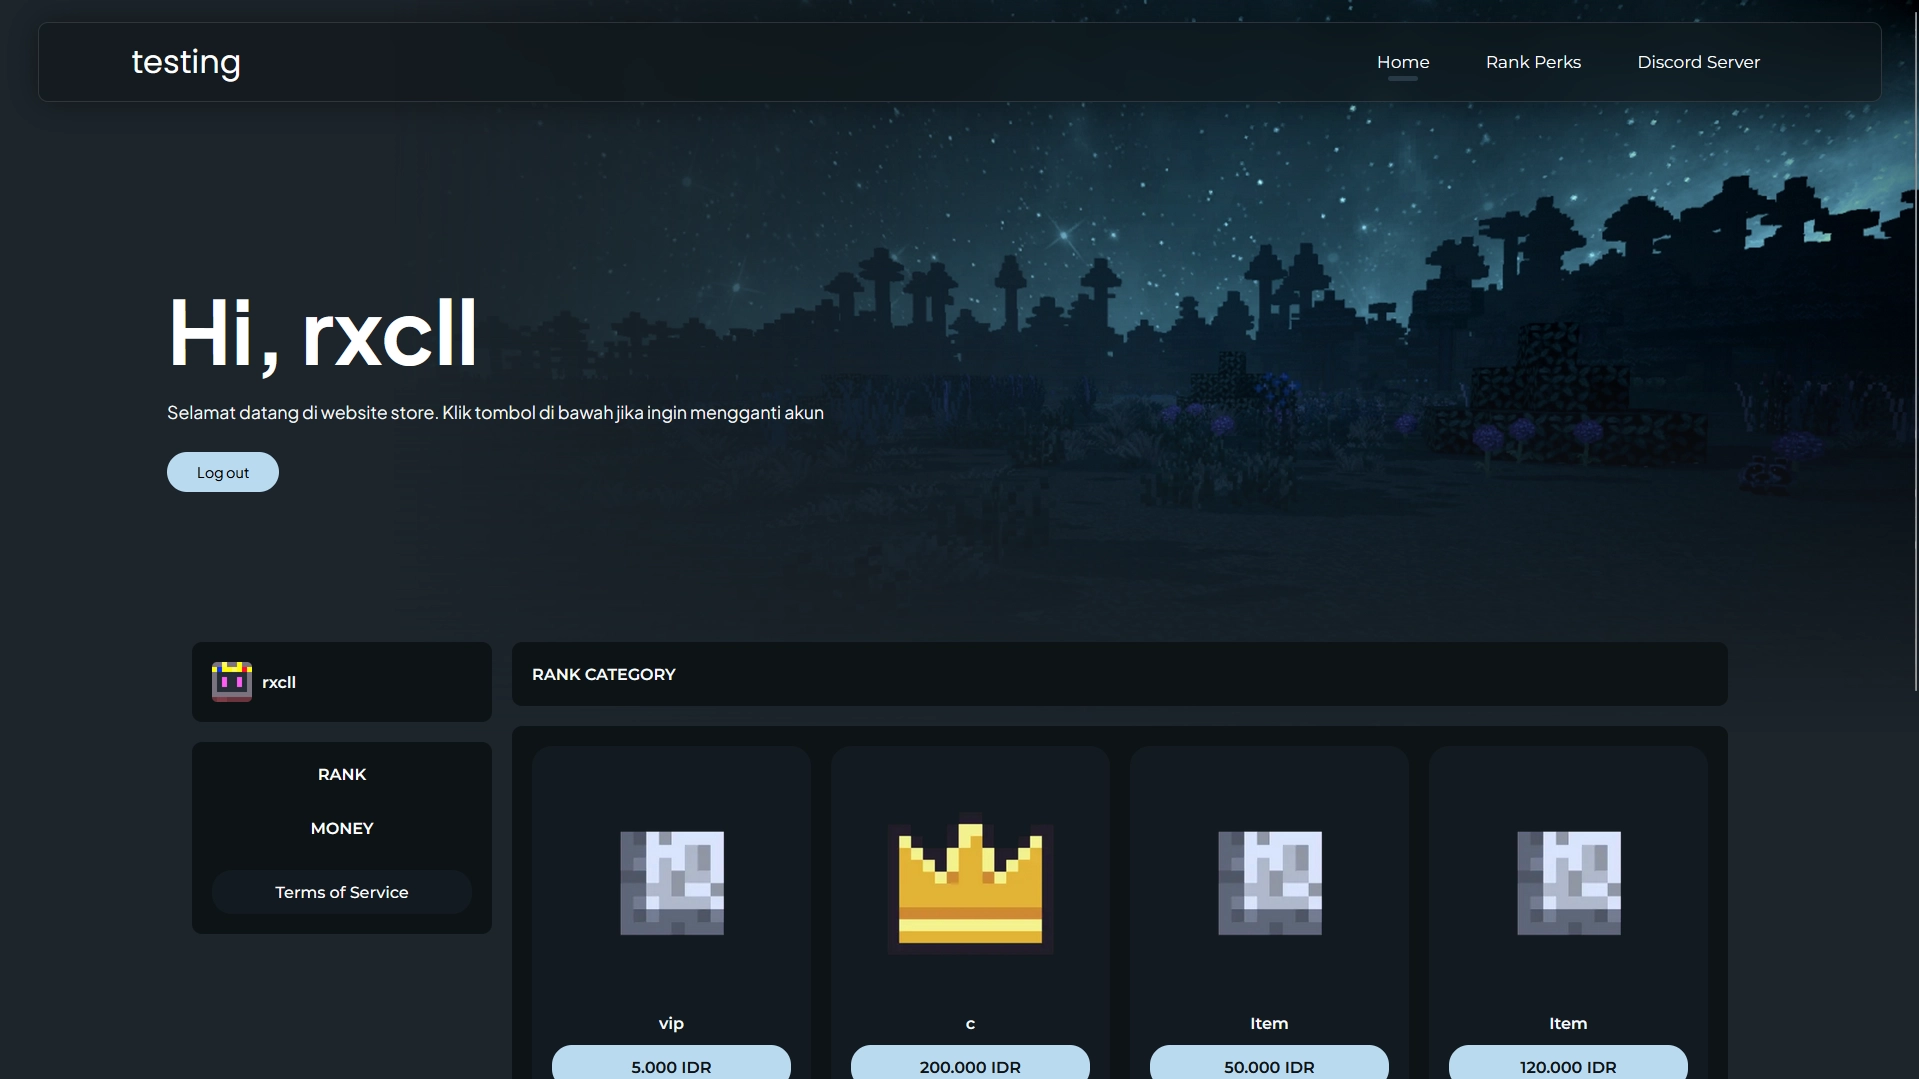 testing
Home
Rank Perks
Discord Server
Hi, rxcll
Selamat datang di website store. Klik tombol di bawah jika ingin mengganti akun
Log out
rxcll
RANK
MONEY
Terms of Service
RANK CATEGORY
vip
5.000 IDR
c
200.000 IDR
Item
50.000 IDR
Item
120.000 IDR